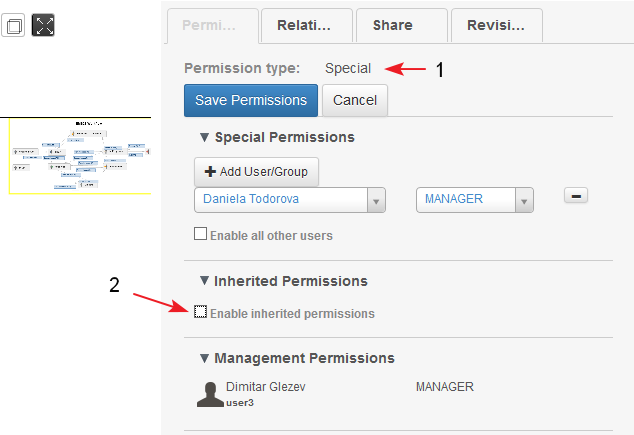 Permi... Relati... Share Revisi...
Permission type: Special 1
Save Permissions Cancel
▼ Special Permissions
+ Add User/Group
Daniela Todorova MANAGER
Enable all other users
▼ Inherited Permissions
2
Enable inherited permissions
▼ Management Permissions
Dimitar Glezev MANAGER
user3